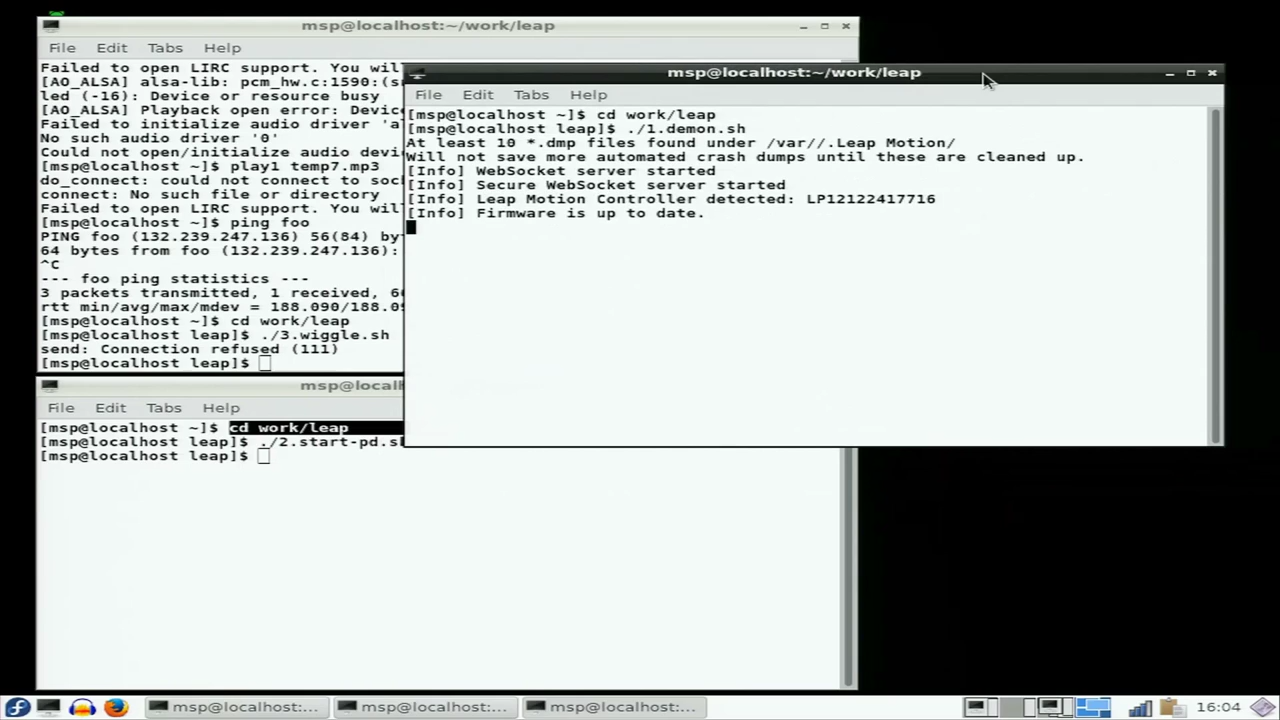 msp@localhost:~/work/leap
File Edit Tabs Help
Failed to open LIRC support. You wil
[AO_ALSA] alsa-lib: pcm_hw.c:1590:(s
led (-16): Device or resource busy
[AO_ALSA] Playback open error: Devic
Failed to initialize audio driver 'a
No such audio driver '0'
Could not open/initialize audio devi
[msp@localhost ~]$ play1 temp7.mp3
do_connect: could not connect to soc
connect: No such file or directory
Failed to open LIRC support. You wil
[msp@localhost ~]$ ping foo
PING foo (132.239.247.136) 56(84) by
64 bytes from foo (132.239.247.136):
^C
--- foo ping statistics ---
3 packets transmitted, 1 received, 6
rtt min/avg/max/mdev = 188.090/188.0
[msp@localhost ~]$ cd work/leap
[msp@localhost leap]$ ./3.wiggle.sh
send: Connection refused (111)
[msp@localhost leap]$
msp@localhost:~/work/leap
File Edit Tabs Help
[msp@localhost ~]$ cd work/leap
[msp@localhost leap]$ ./1.demon.sh
At least 10 *.dmp files found under /var//.Leap Motion/
Will not save more automated crash dumps until these are cleaned up.
[Info] WebSocket server started
[Info] Secure WebSocket server started
[Info] Leap Motion Controller detected: LP12122417716
[Info] Firmware is up to date.
msp@local
File Edit Tabs Help
[msp@localhost ~]$ cd work/leap
[msp@localhost leap]$ ./2.start-pd.s
[msp@localhost leap]$
msp@localhost:... msp@localhost:... msp@localhost:... 16:04